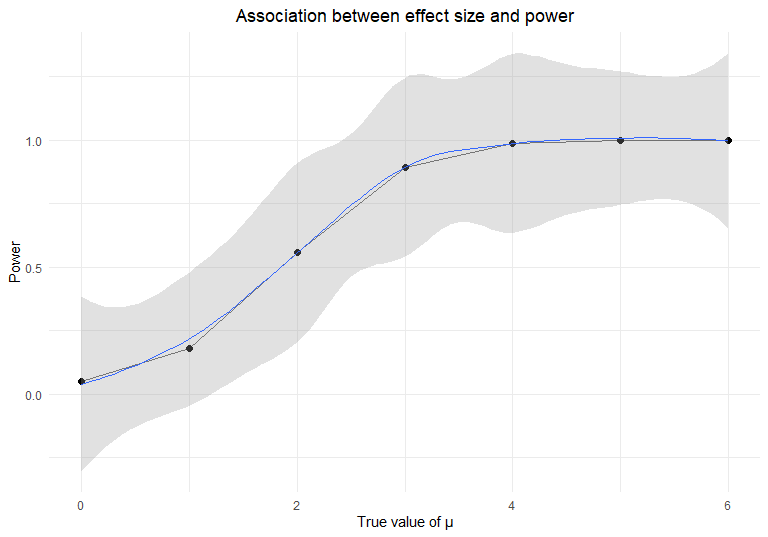 Association between effect size and power
Power
1.0
0.5
0.0
0
2
4
6
True value of μ